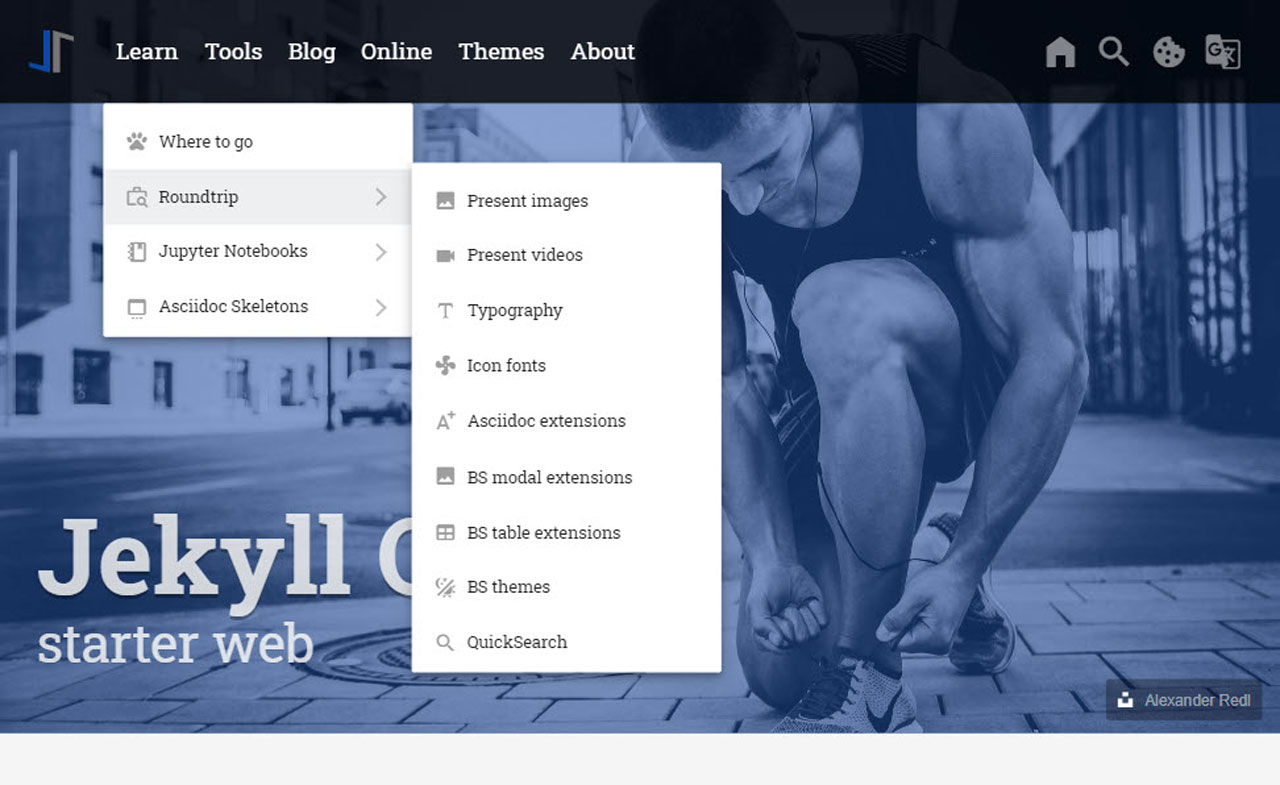 Learn Tools Blog Online Themes About
Where to go
Roundtrip
Jupyter Notebooks
Asciidoc Skeletons
Present images
Present videos
Typography
Icon fonts
Asciidoc extensions
BS modal extensions
BS table extensions
BS themes
QuickSearch
Jekyll
starter web
Alexander Redl